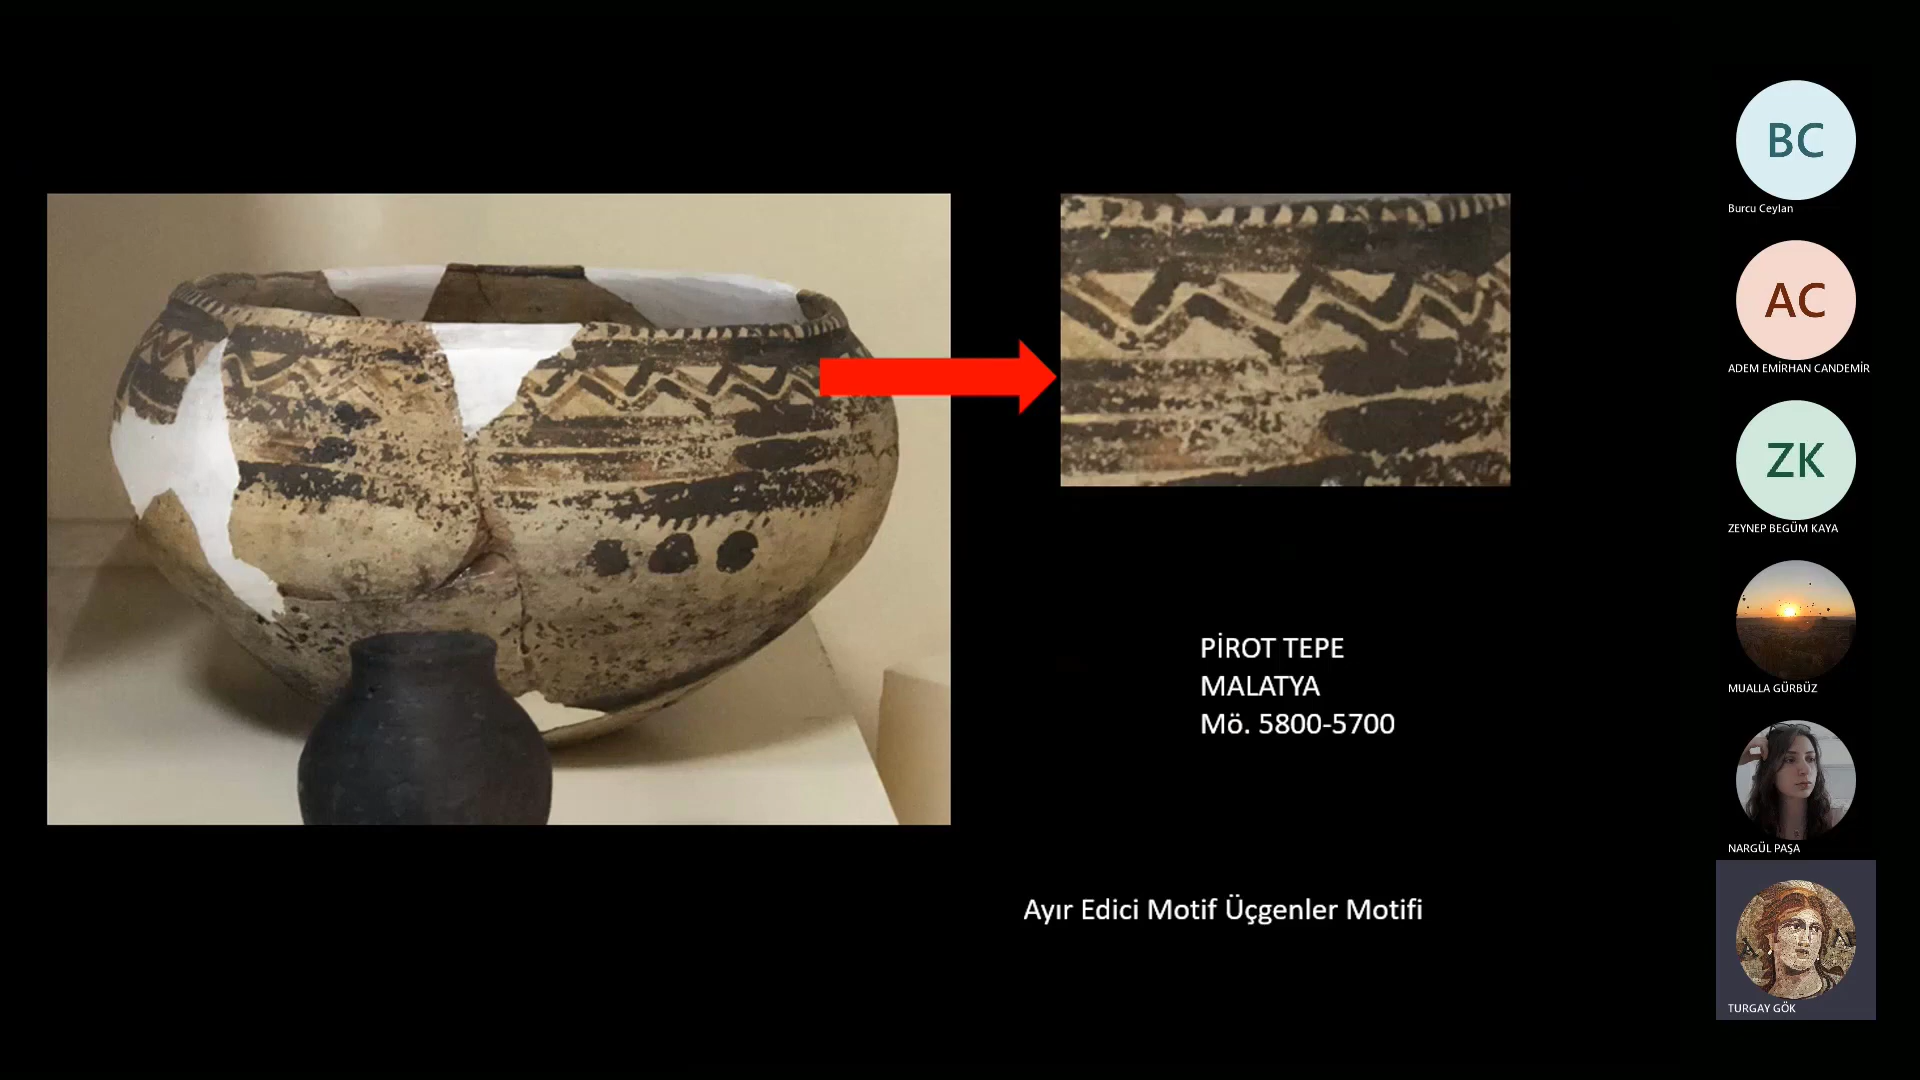 PİROT TEPE
MALATYA
Mö. 5800-5700
Ayır Edici Motif Üçgenler Motifi
BC
Burcu Ceylan
AC
ADEM EMİRHAN CANDEMİR
ZK
ZEYNEP BEGÜM KAYA
MUALLA GÜRBÜZ
NARGÜL PAŞA
TURGAY GÖK